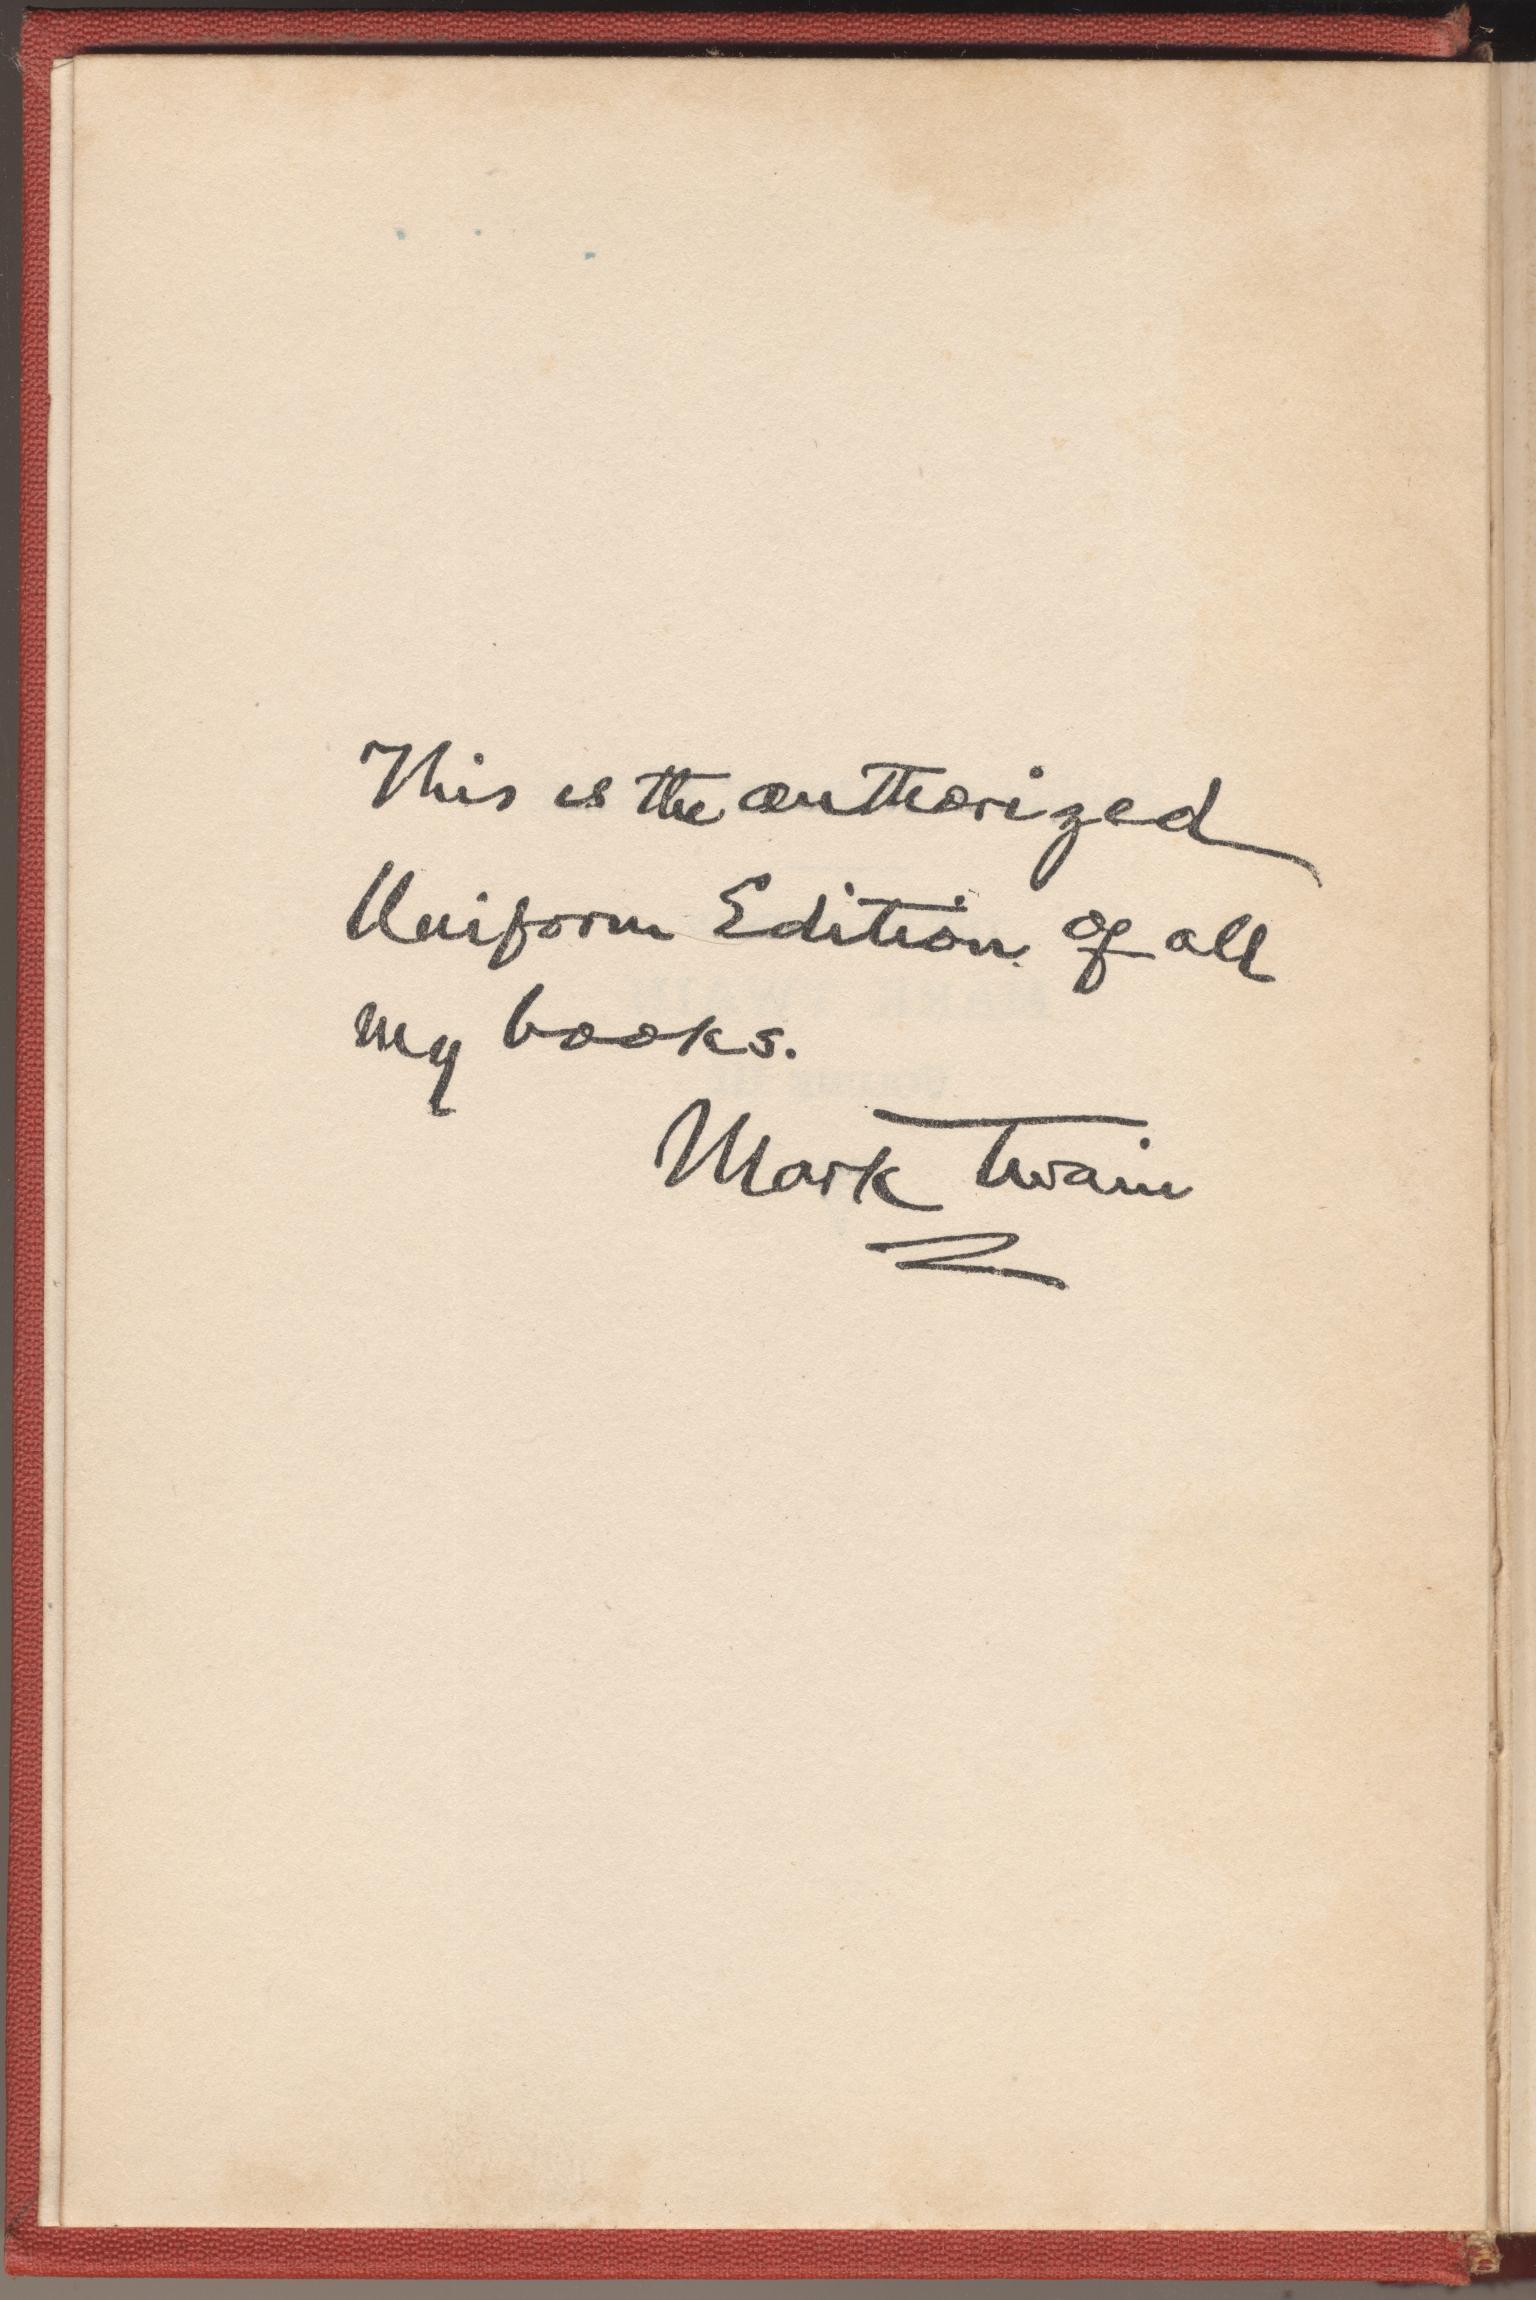 This is the authorized
Uniform Edition of all
my books.
Mark Twain